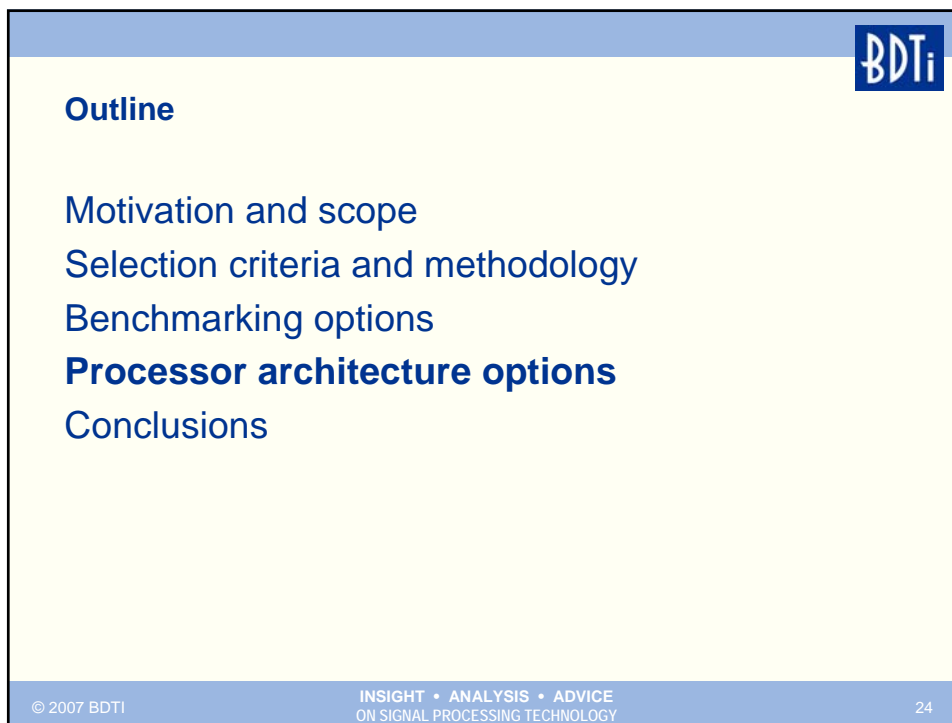 BDTi
Outline
Motivation and scope
Selection criteria and methodology
Benchmarking options
Processor architecture options
Conclusions
© 2007 BDTI
INSIGHT • ANALYSIS • ADVICE
ON SIGNAL PROCESSING TECHNOLOGY
24